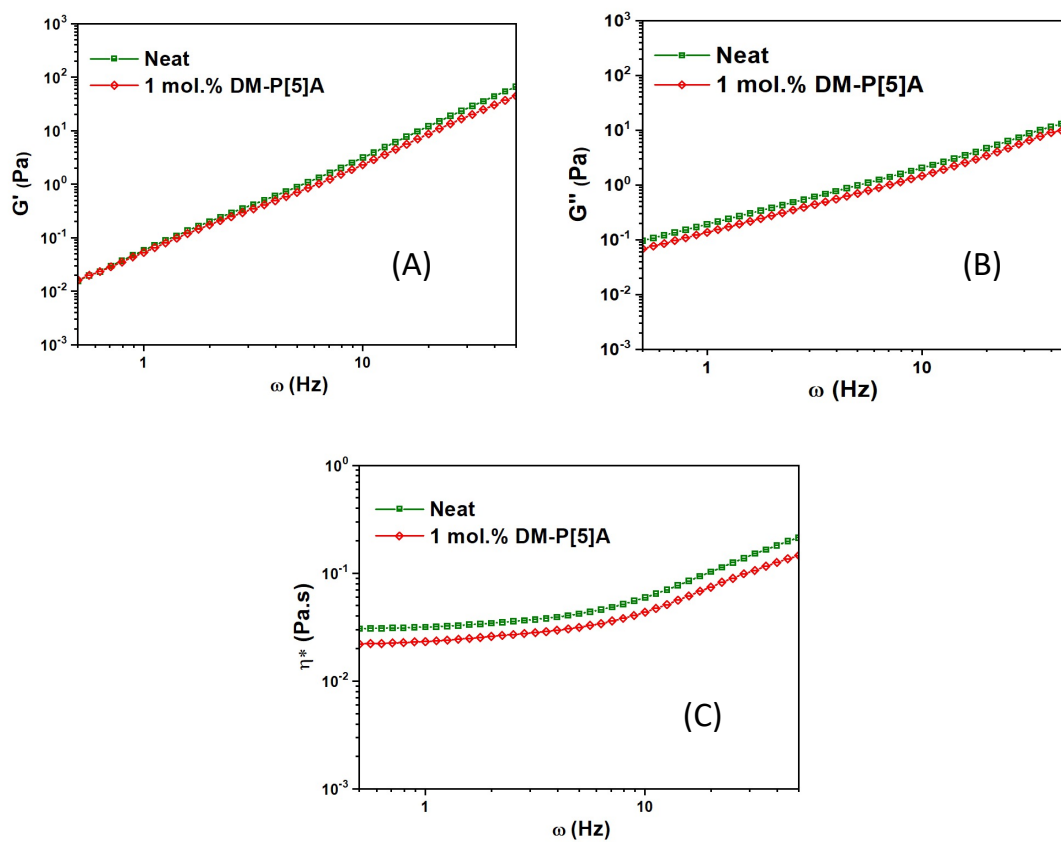 10³
10²
10¹
10⁰
10⁻¹
10⁻²
10⁻³
G' (Pa)
Neat
1 mol.% DM-P[5]A
(A)
1
10
ω (Hz)
10³
10²
10¹
10⁰
10⁻¹
10⁻²
10⁻³
G'' (Pa)
Neat
1 mol.% DM-P[5]A
(B)
1
10
ω (Hz)
10⁰
10⁻¹
10⁻²
10⁻³
η* (Pa.s)
Neat
1 mol.% DM-P[5]A
(C)
1
10
ω (Hz)